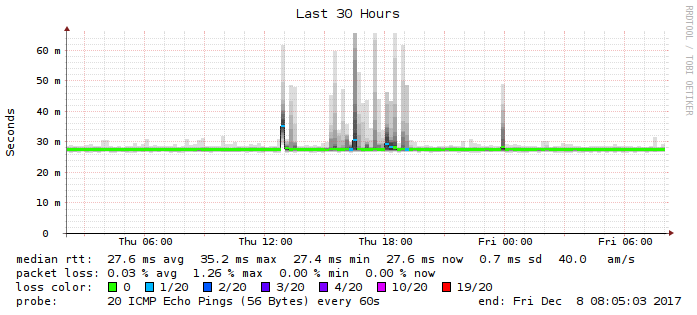 Last 30 Hours
RRDTOOL / TOBI OETIKER
Seconds
60 m
50 m
40 m
30 m
20 m
10 m
0
Thu 06:00 Thu 12:00 Thu 18:00 Fri 00:00 Fri 06:00
median rtt: 27.6 ms avg 35.2 ms max 27.4 ms min 27.6 ms now 0.7 ms sd 40.0 am/s
packet loss: 0.03 % avg 1.26 % max 0.00 % min 0.00 % now
loss color: 0 1/20 2/20 3/20 4/20 10/20 19/20
probe: 20 ICMP Echo Pings (56 Bytes) every 60s end: Fri Dec 8 08:05:03 2017